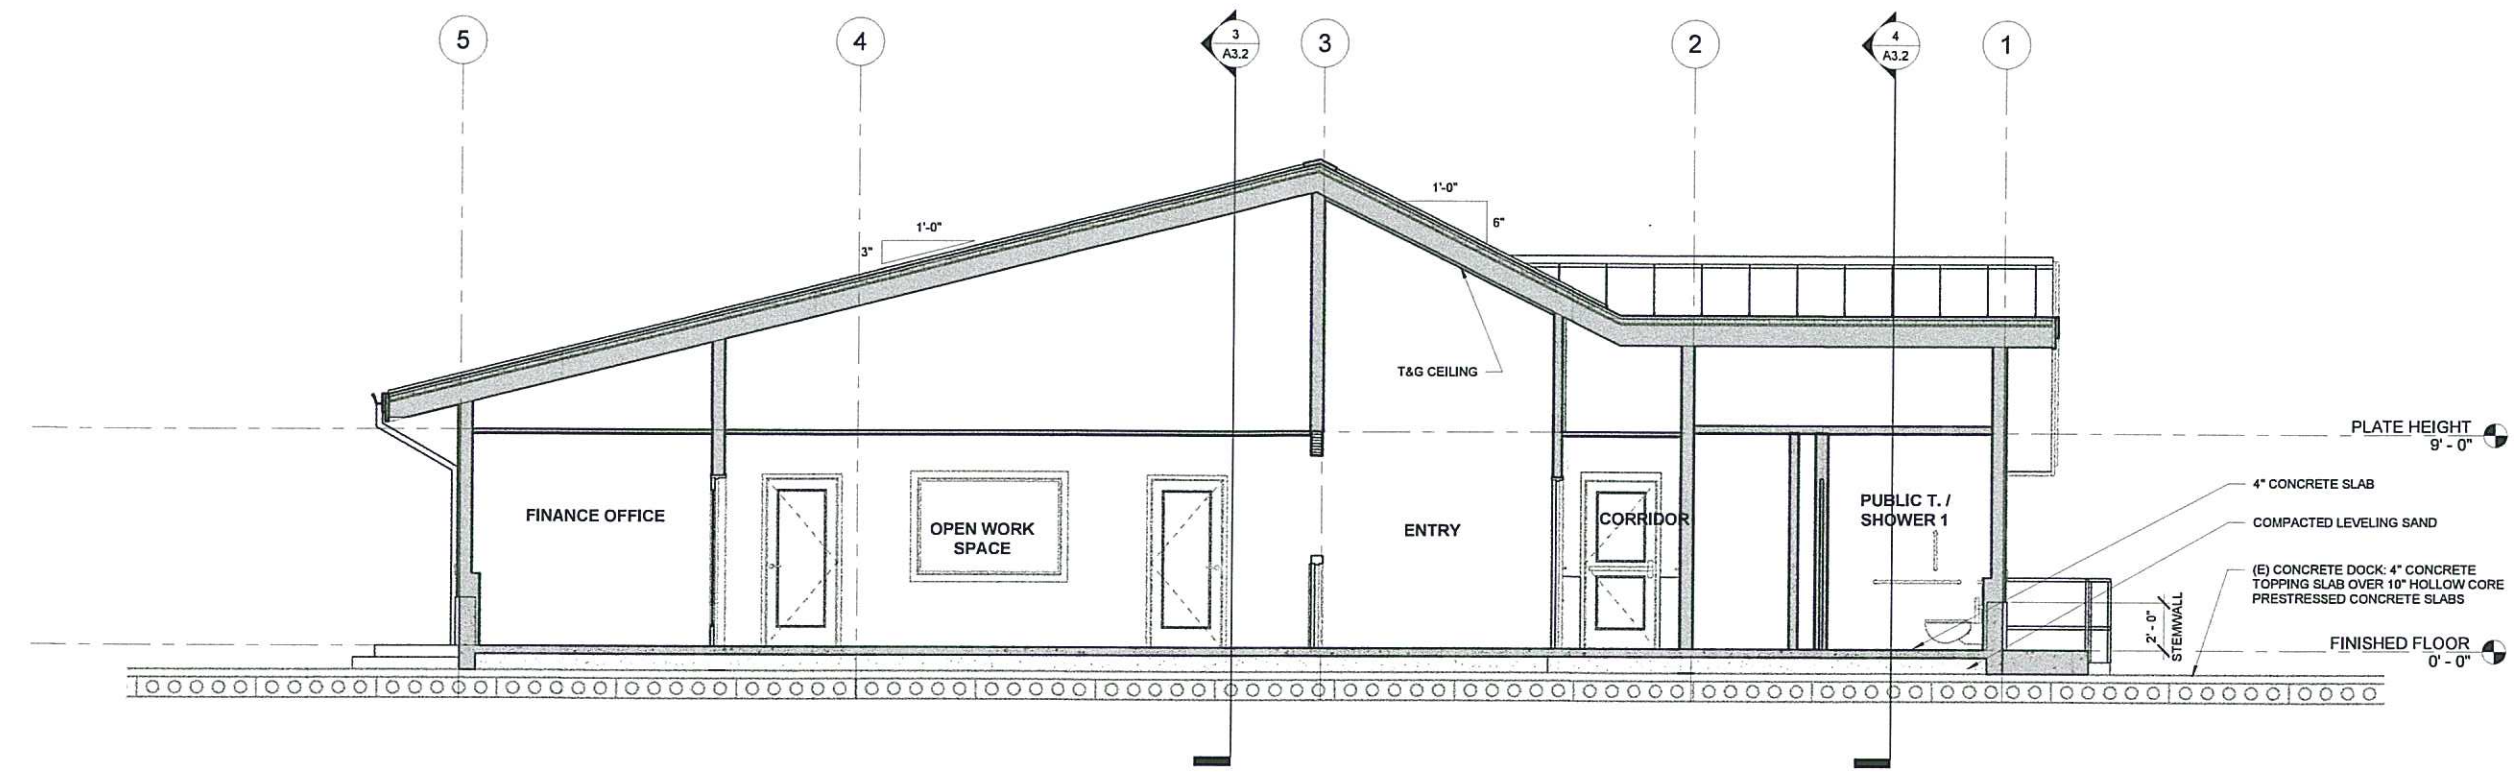 5
4
3
A3.2
3
2
4
A3.2
1
1'-0"
6"
1'-0"
3"
T&G CEILING
PLATE HEIGHT
9' - 0"
4" CONCRETE SLAB
COMPACTED LEVELING SAND
(E) CONCRETE DOCK: 4" CONCRETE
TOPPING SLAB OVER 10" HOLLOW CORE
PRESTRESSED CONCRETE SLABS
FINANCE OFFICE
OPEN WORK
SPACE
ENTRY
CORRIDOR
PUBLIC T. /
SHOWER 1
2' - 0"
STEMWALL
FINISHED FLOOR
0' - 0"